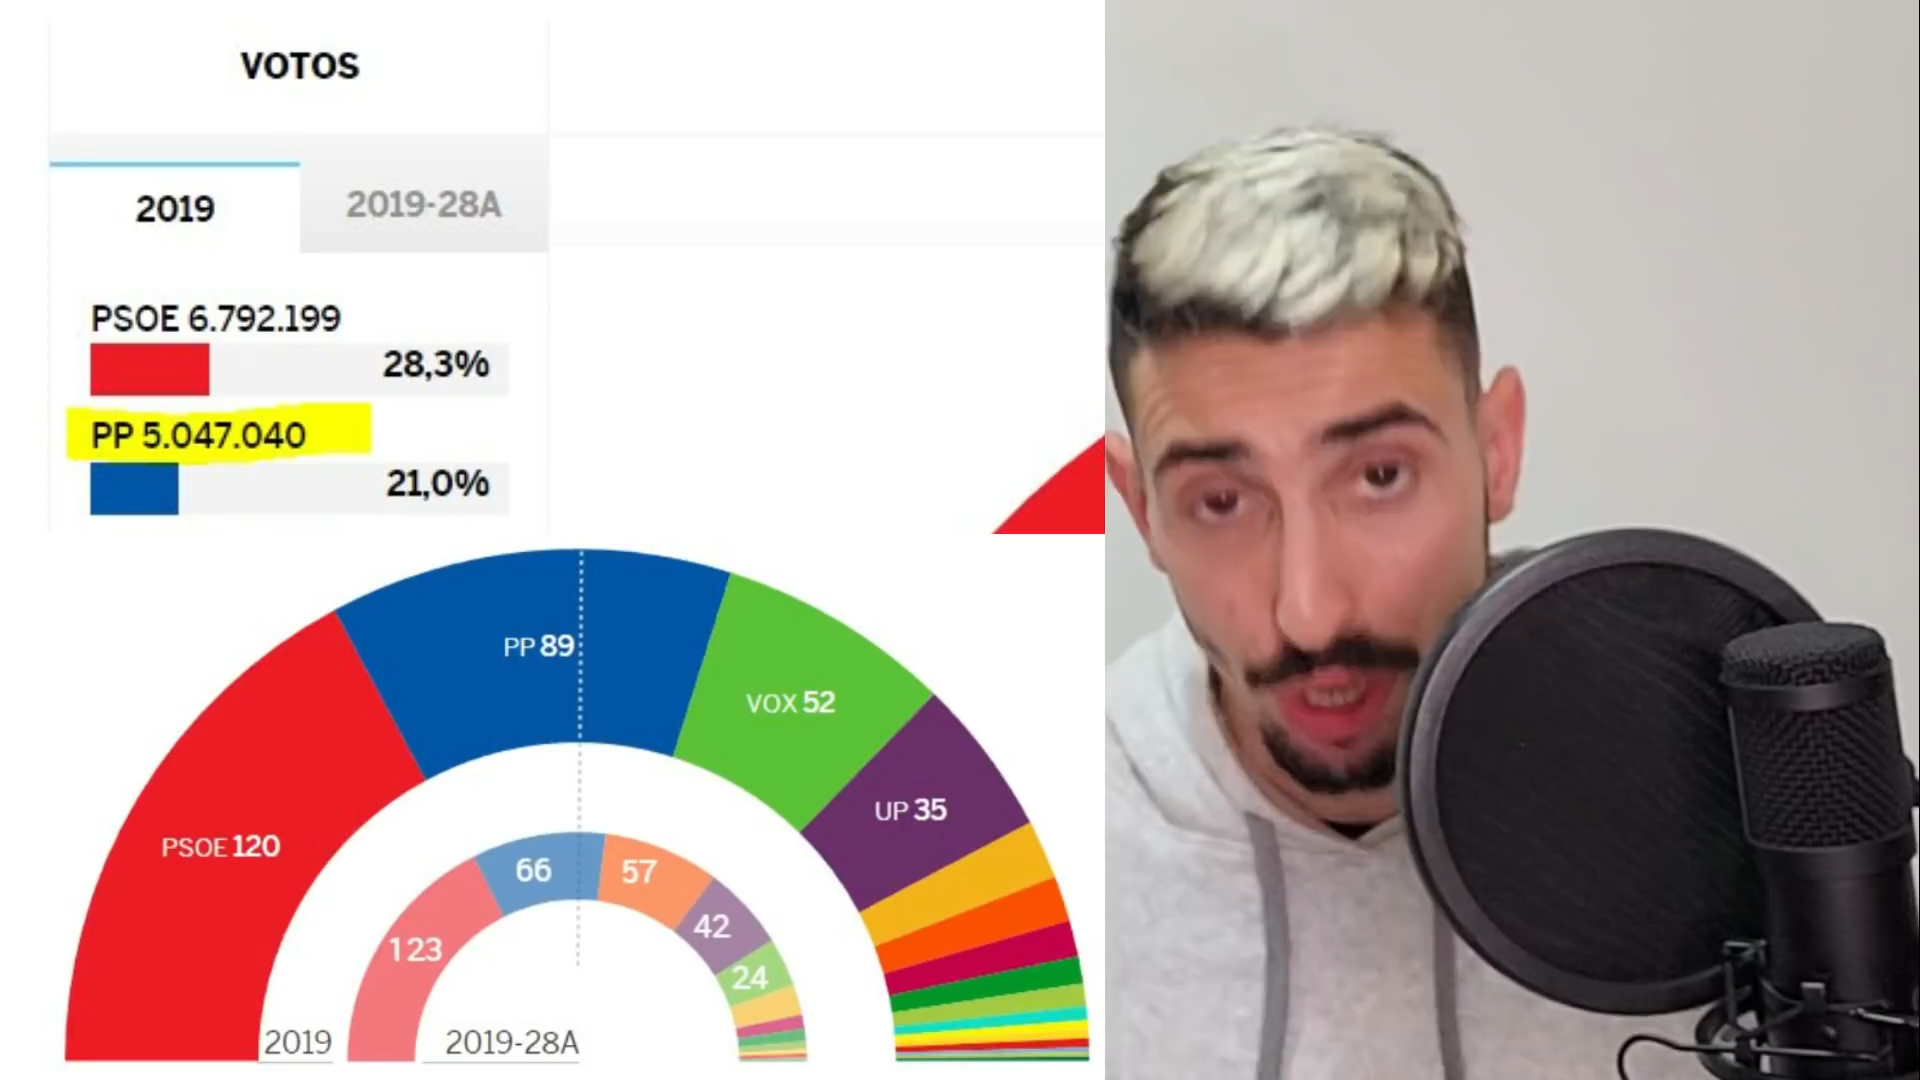 VOTOS
2019
2019-28A
PSOE 6.792.199
28,3%
PP 5.047.040
21,0%
PP 89
VOX 52
UP 35
PSOE 120
66
57
42
123
24
2019
2019-28A